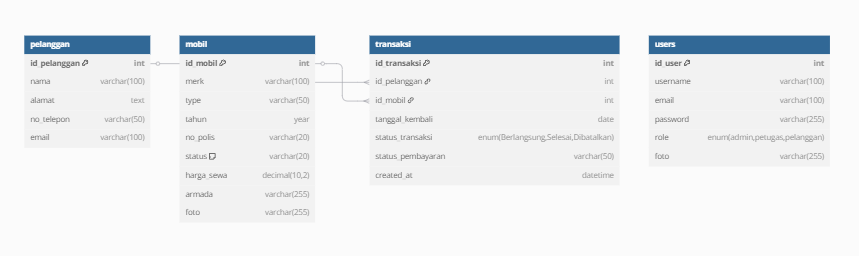 pelanggan
id_pelanggan int
nama varchar(100)
alamat text
no_telepon varchar(50)
email varchar(100)
mobil
id_mobil int
merk varchar(100)
type varchar(50)
tahun year
no_polis varchar(20)
status varchar(20)
harga_sewa decimal(10,2)
armada varchar(255)
foto varchar(255)
transaksi
id_transaksi int
id_pelanggan int
id_mobil int
tanggal_kembali date
status_transaksi enum(Berlangsung,Selesai,Dibatalkan)
status_pembayaran varchar(50)
created_at datetime
users
id_user int
username varchar(100)
email varchar(100)
password varchar(255)
role enum(admin,petugas,pelanggan)
foto varchar(255)